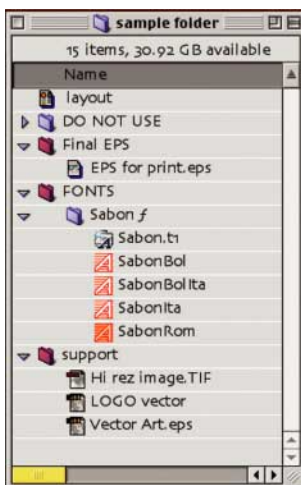 sample folder
15 items, 30.92 GB available
Name
layout
DO NOT USE
Final EPS
EPS for print.eps
FONTS
Sabon ƒ
Sabon.t1
SabonBol
SabonBolIta
SabonIta
SabonRom
support
Hi rez image.TIF
LOGO vector
Vector Art.eps